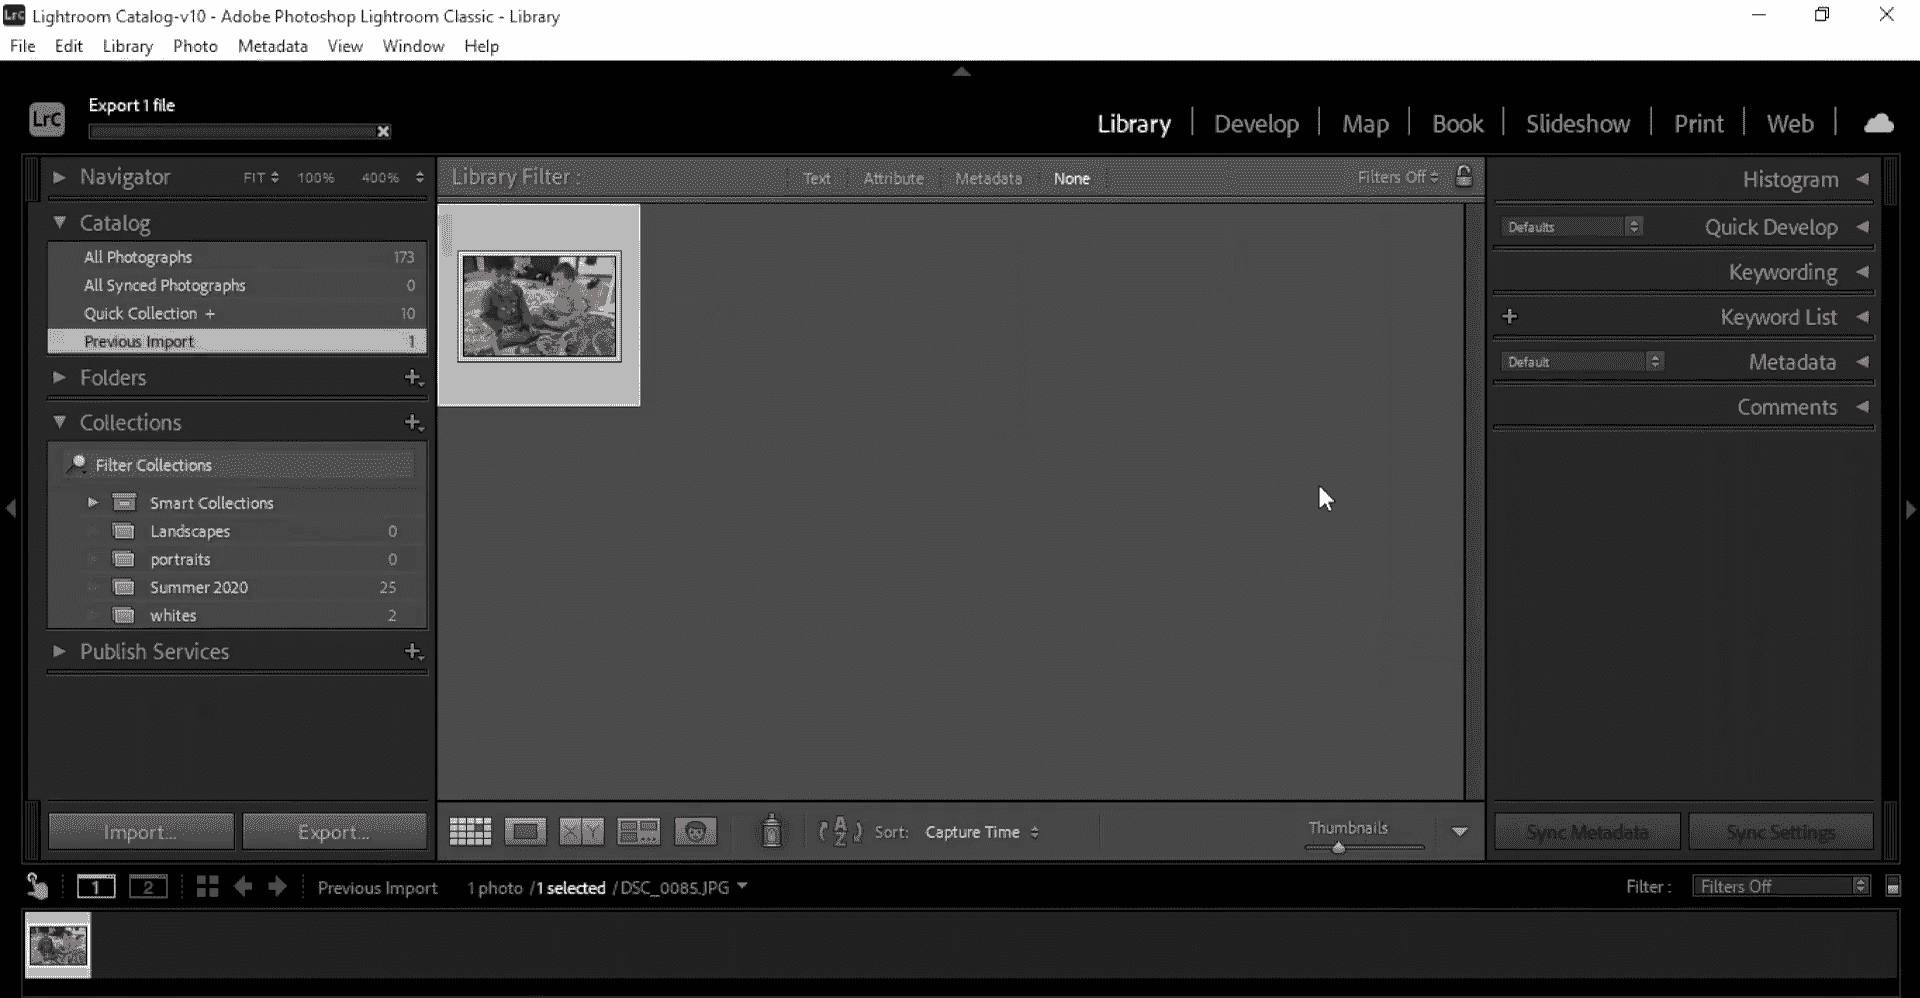 LrC Lightroom Catalog-v10 - Adobe Photoshop Lightroom Classic - Library
File Edit Library Photo Metadata View Window Help
LrC
Export 1 file
Library Develop Map Book Slideshow Print Web
Navigator FIT 100% 400%
Catalog
All Photographs 173
All Synced Photographs 0
Quick Collection + 10
Previous Import 1
Folders
Collections
Filter Collections
Smart Collections
Landscapes 0
portraits 0
Summer 2020 25
whites 2
Publish Services
Import... Export...
Library Filter : Text Attribute Metadata None Filters Off
Histogram
Defaults Quick Develop
Keywording
Keyword List
Default Metadata
Comments
XY AZ Sort: Capture Time Thumbnails
Sync Metadata Sync Settings
1 2 Previous Import 1 photo / 1 selected / DSC_0085.JPG Filter : Filters Off